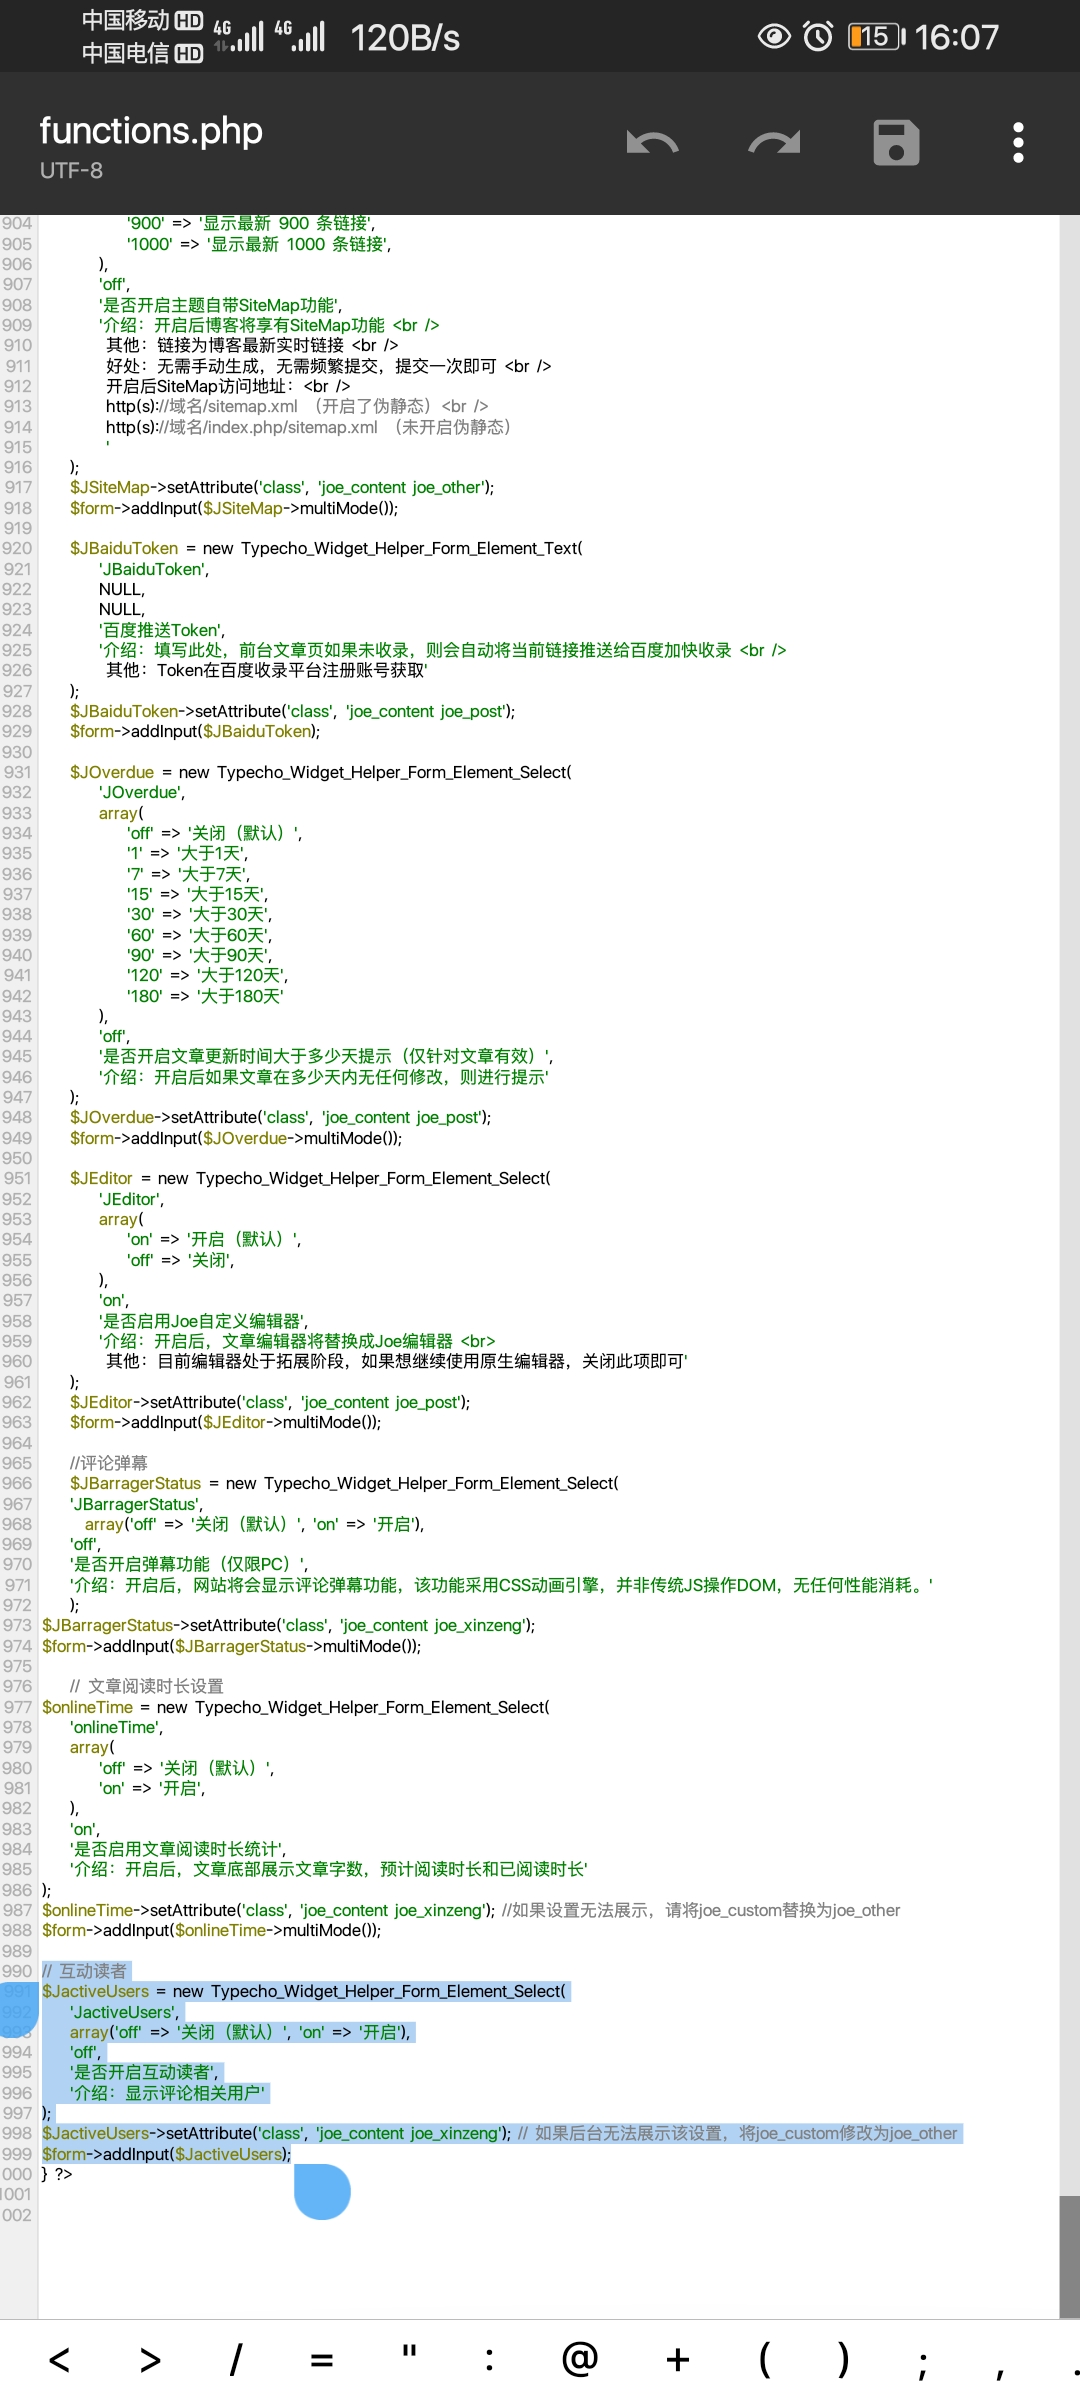 中国移动 HD 4G 4G 120B/s 15 16:07
中国电信 HD
functions.php
UTF-8
904 '900' => '显示最新 900 条链接',
905 '1000' => '显示最新 1000 条链接',
906 ),
907 'off',
908 '是否开启主题自带SiteMap功能',
909 '介绍：开启后博客将享有SiteMap功能 <br />
910 其他：链接为博客最新实时链接 <br />
911 好处：无需手动生成，无需频繁提交，提交一次即可 <br />
912 开启后SiteMap访问地址：<br />
913 http(s)://域名/sitemap.xml （开启了伪静态）<br />
914 http(s)://域名/index.php/sitemap.xml （未开启伪静态）
915 '
916 );
917 $JSiteMap->setAttribute('class', 'joe_content joe_other');
918 $form->addInput($JSiteMap->multiMode());
919
920 $JBaiduToken = new Typecho_Widget_Helper_Form_Element_Text(
921 'JBaiduToken',
922 NULL,
923 NULL,
924 '百度推送Token',
925 '介绍：填写此处，前台文章页如果未收录，则会自动将当前链接推送给百度加快收录 <br />
926 其他：Token在百度收录平台注册账号获取'
927 );
928 $JBaiduToken->setAttribute('class', 'joe_content joe_post');
929 $form->addInput($JBaiduToken);
930
931 $JOverdue = new Typecho_Widget_Helper_Form_Element_Select(
932 'JOverdue',
933 array(
934 'off' => '关闭（默认）',
935 '1' => '大于1天',
936 '7' => '大于7天',
937 '15' => '大于15天',
938 '30' => '大于30天',
939 '60' => '大于60天',
940 '90' => '大于90天',
941 '120' => '大于120天',
942 '180' => '大于180天'
943 ),
944 'off',
945 '是否开启文章更新时间大于多少天提示（仅针对文章有效）',
946 '介绍：开启后如果文章在多少天内无任何修改，则进行提示'
947 );
948 $JOverdue->setAttribute('class', 'joe_content joe_post');
949 $form->addInput($JOverdue->multiMode());
950
951 $JEditor = new Typecho_Widget_Helper_Form_Element_Select(
952 'JEditor',
953 array(
954 'on' => '开启（默认）',
955 'off' => '关闭',
956 ),
957 'on',
958 '是否启用Joe自定义编辑器',
959 '介绍：开启后，文章编辑器将替换成Joe编辑器 <br>
960 其他：目前编辑器处于拓展阶段，如果想继续使用原生编辑器，关闭此项即可'
961 );
962 $JEditor->setAttribute('class', 'joe_content joe_post');
963 $form->addInput($JEditor->multiMode());
964
965 //评论弹幕
966 $JBarragerStatus = new Typecho_Widget_Helper_Form_Element_Select(
967 'JBarragerStatus',
968 array('off' => '关闭（默认）', 'on' => '开启'),
969 'off',
970 '是否开启弹幕功能（仅限PC）',
971 '介绍：开启后，网站将会显示评论弹幕功能，该功能采用CSS动画引擎，并非传统JS操作DOM，无任何性能消耗。'
972 );
973 $JBarragerStatus->setAttribute('class', 'joe_content joe_xinzeng');
974 $form->addInput($JBarragerStatus->multiMode());
975
976 // 文章阅读时长设置
977 $onlineTime = new Typecho_Widget_Helper_Form_Element_Select(
978 'onlineTime',
979 array(
980 'off' => '关闭（默认）',
981 'on' => '开启',
982 ),
983 'on',
984 '是否启用文章阅读时长统计',
985 '介绍：开启后，文章底部展示文章字数，预计阅读时长和已阅读时长'
986 );
987 $onlineTime->setAttribute('class', 'joe_content joe_xinzeng'); //如果设置无法展示，请将joe_custom替换为joe_other
988 $form->addInput($onlineTime->multiMode());
989
990 // 互动读者
991 $JactiveUsers = new Typecho_Widget_Helper_Form_Element_Select(
992 'JactiveUsers',
993 array('off' => '关闭（默认）', 'on' => '开启'),
994 'off',
995 '是否开启互动读者',
996 '介绍：显示评论相关用户'
997 );
998 $JactiveUsers->setAttribute('class', 'joe_content joe_xinzeng'); // 如果后台无法展示该设置，将joe_custom修改为joe_other
999 $form->addInput($JactiveUsers);
000 } ?>
1001
002
< > / = " : @ + ( ) ; , .